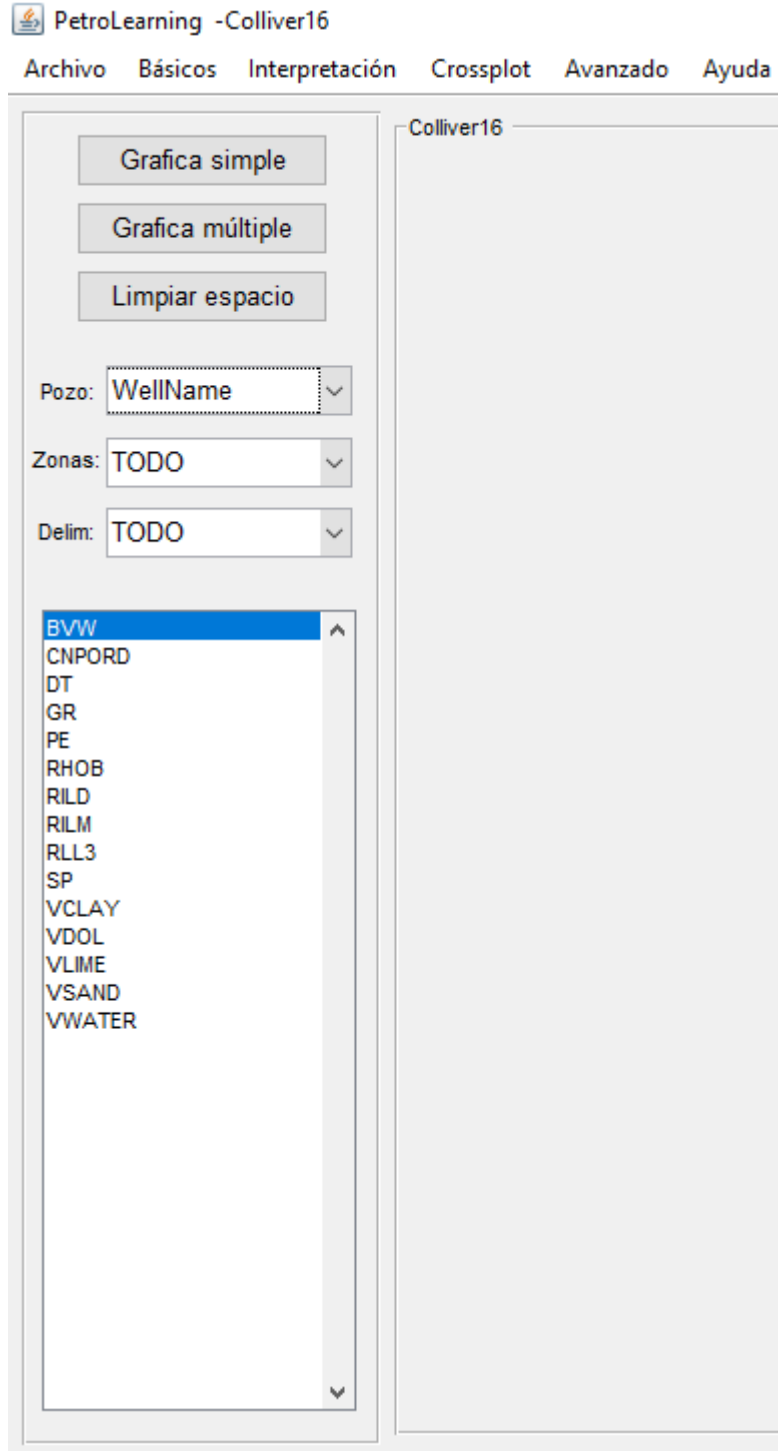 PetroLearning -Colliver16
Archivo Básicos Interpretación Crossplot Avanzado Ayuda
Grafica simple
Grafica múltiple
Limpiar espacio
Pozo: WellName
Zonas: TODO
Delim: TODO
BVW
CNPORD
DT
GR
PE
RHOB
RILD
RILM
RLL3
SP
VCLAY
VDOL
VLIME
VSAND
VWATER
Colliver16